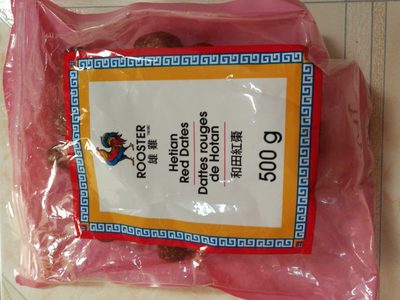 ROOSTER
雄雞
Hetian
Red Dates
Dattes rouges
de Hotan
和田紅棗
500 g